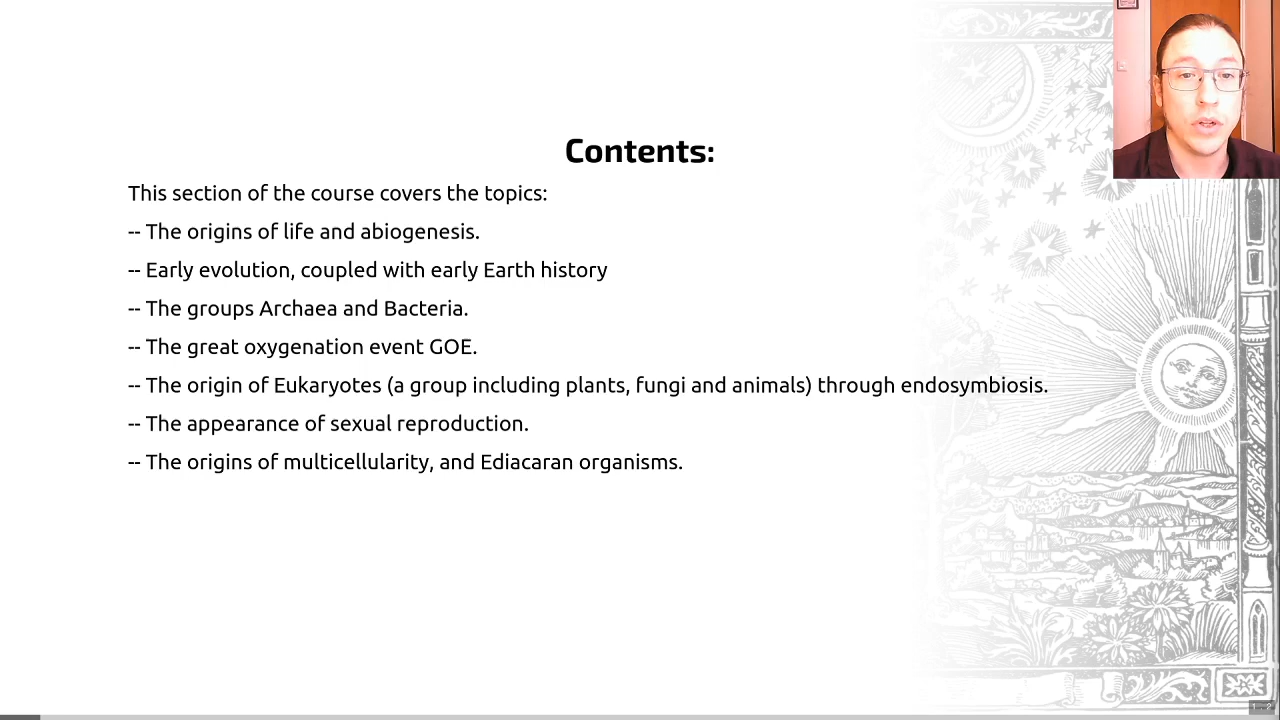 Contents:
This section of the course covers the topics:
-- The origins of life and abiogenesis.
-- Early evolution, coupled with early Earth history
-- The groups Archaea and Bacteria.
-- The great oxygenation event GOE.
-- The origin of Eukaryotes (a group including plants, fungi and animals) through endosymbiosis.
-- The appearance of sexual reproduction.
-- The origins of multicellularity, and Ediacaran organisms.